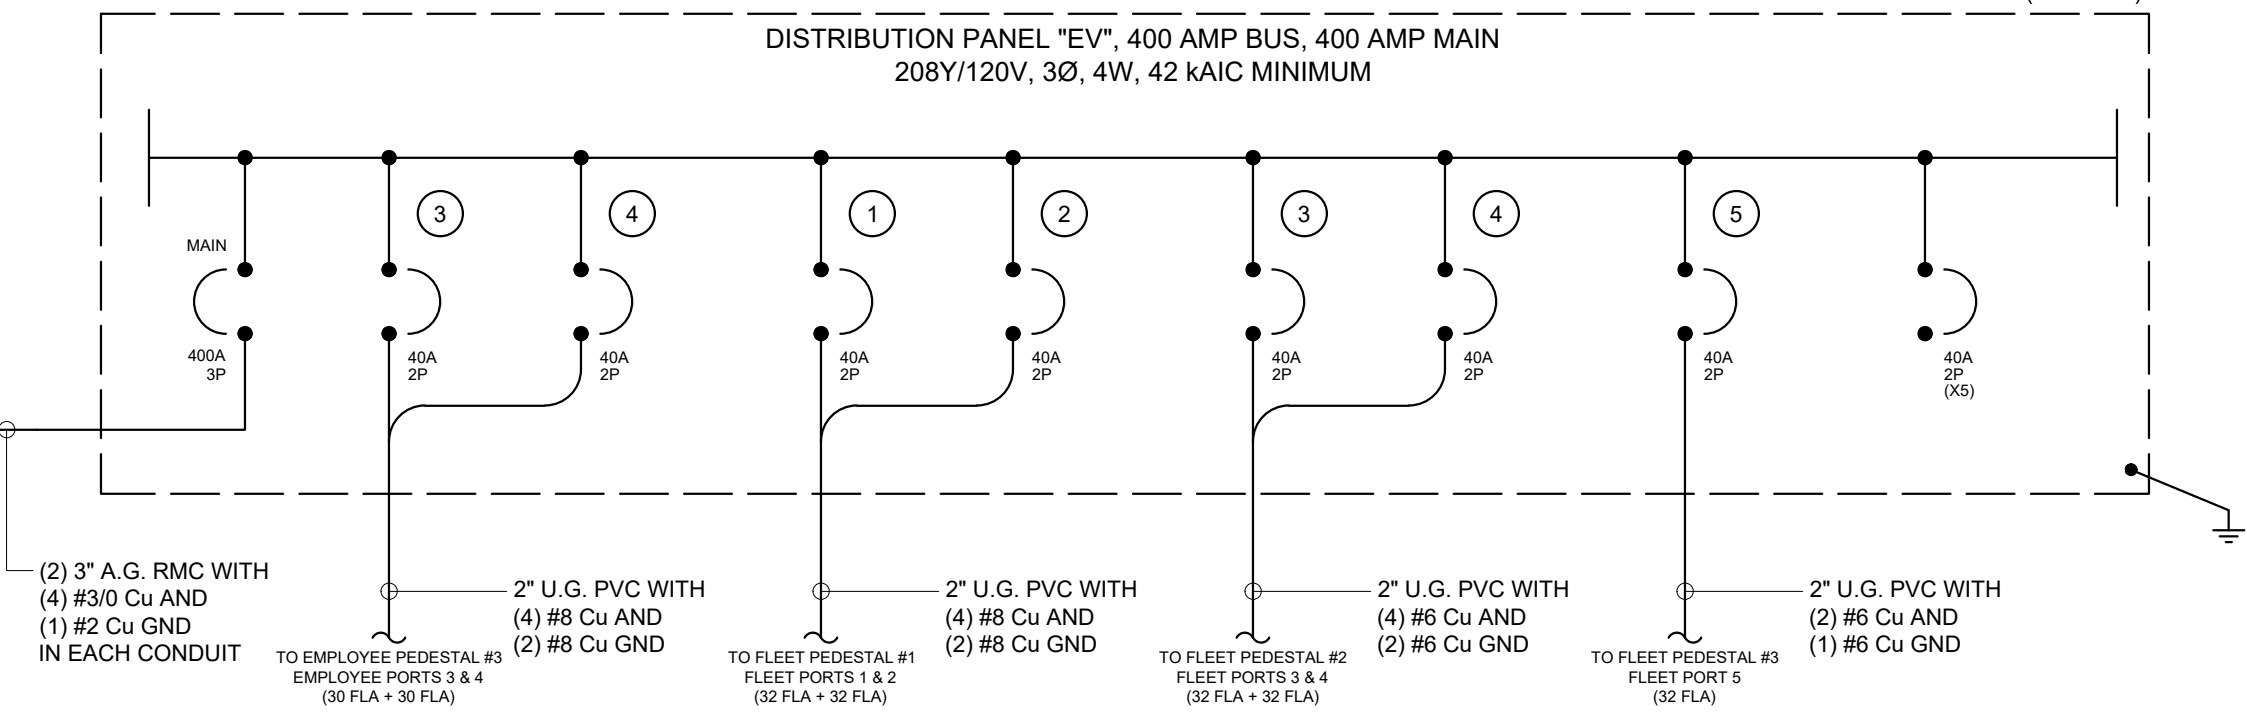 DISTRIBUTION PANEL "EV", 400 AMP BUS, 400 AMP MAIN
208Y/120V, 3Ø, 4W, 42 kAIC MINIMUM
3
4
1
2
3
4
5
MAIN
400A
3P
40A
2P
40A
2P
40A
2P
40A
2P
40A
2P
40A
2P
40A
2P
40A
2P
(X5)
(2) 3" A.G. RMC WITH
(4) #3/0 Cu AND
(1) #2 Cu GND
IN EACH CONDUIT
2" U.G. PVC WITH
(4) #8 Cu AND
(2) #8 Cu GND
TO EMPLOYEE PEDESTAL #3
EMPLOYEE PORTS 3 & 4
(30 FLA + 30 FLA)
2" U.G. PVC WITH
(4) #8 Cu AND
(2) #8 Cu GND
TO FLEET PEDESTAL #1
FLEET PORTS 1 & 2
(32 FLA + 32 FLA)
2" U.G. PVC WITH
(4) #6 Cu AND
(2) #6 Cu GND
TO FLEET PEDESTAL #2
FLEET PORTS 3 & 4
(32 FLA + 32 FLA)
2" U.G. PVC WITH
(2) #6 Cu AND
(1) #6 Cu GND
TO FLEET PEDESTAL #3
FLEET PORT 5
(32 FLA)